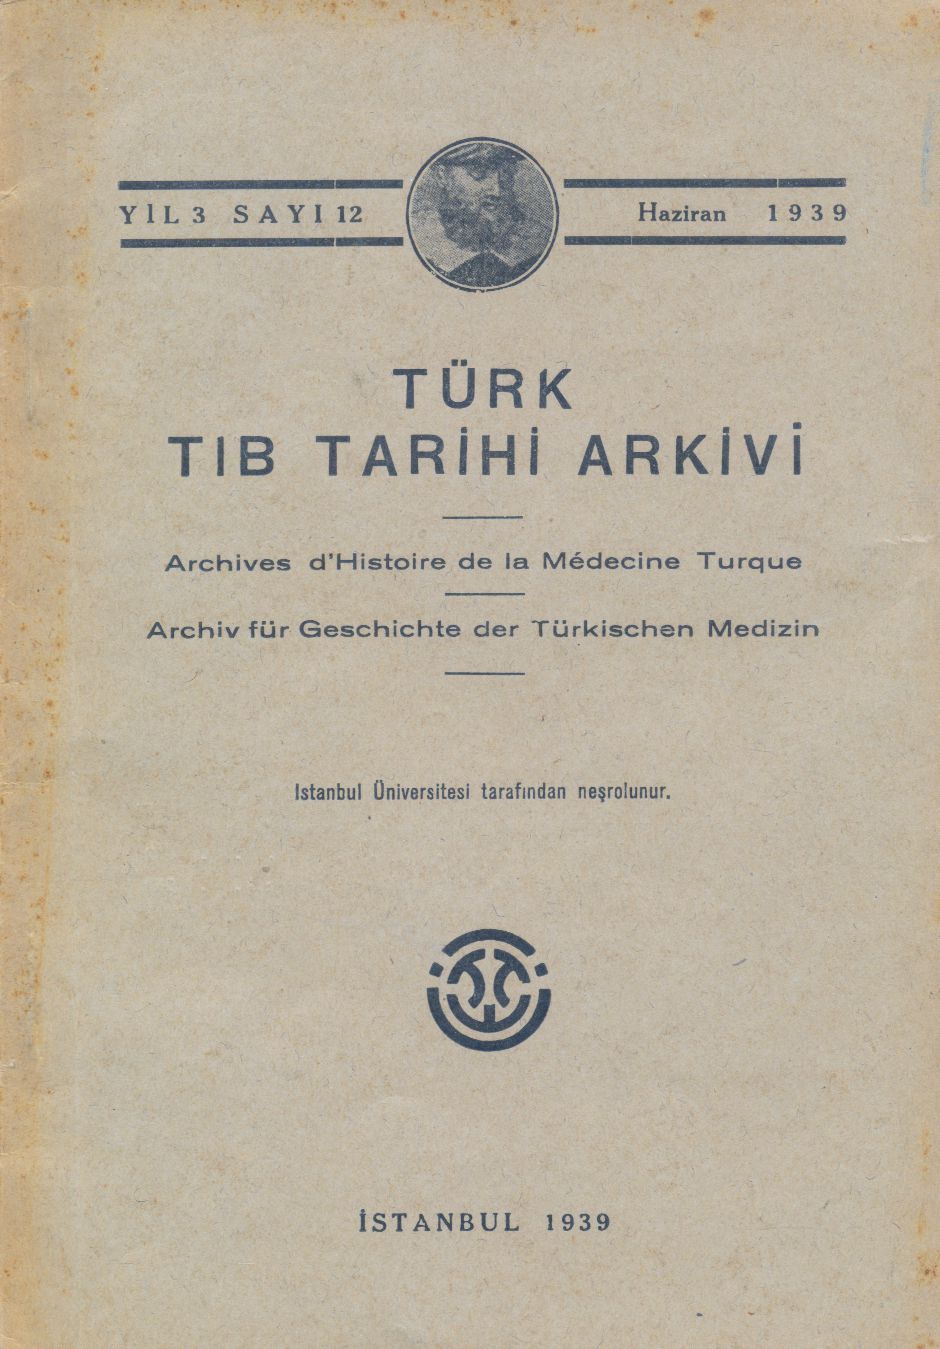 YİL 3 SAYI 12
Haziran 1939
TÜRK
TIB TARİHİ ARKİVİ
Archives d'Histoire de la Médecine Turque
Archiv für Geschichte der Türkischen Medizin
Istanbul Üniversitesi tarafından neşrolunur.
İSTANBUL 1939